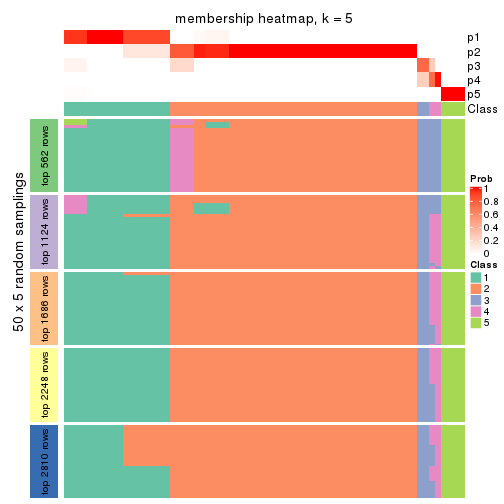 membership heatmap, k = 5
p1
p2
p3
p4
p5
Class
50 x 5 random samplings
top 562 rows
top 1124 rows
top 1686 rows
top 2248 rows
top 2810 rows
Prob
1
0.8
0.6
0.4
0.2
0
Class
1
2
3
4
5